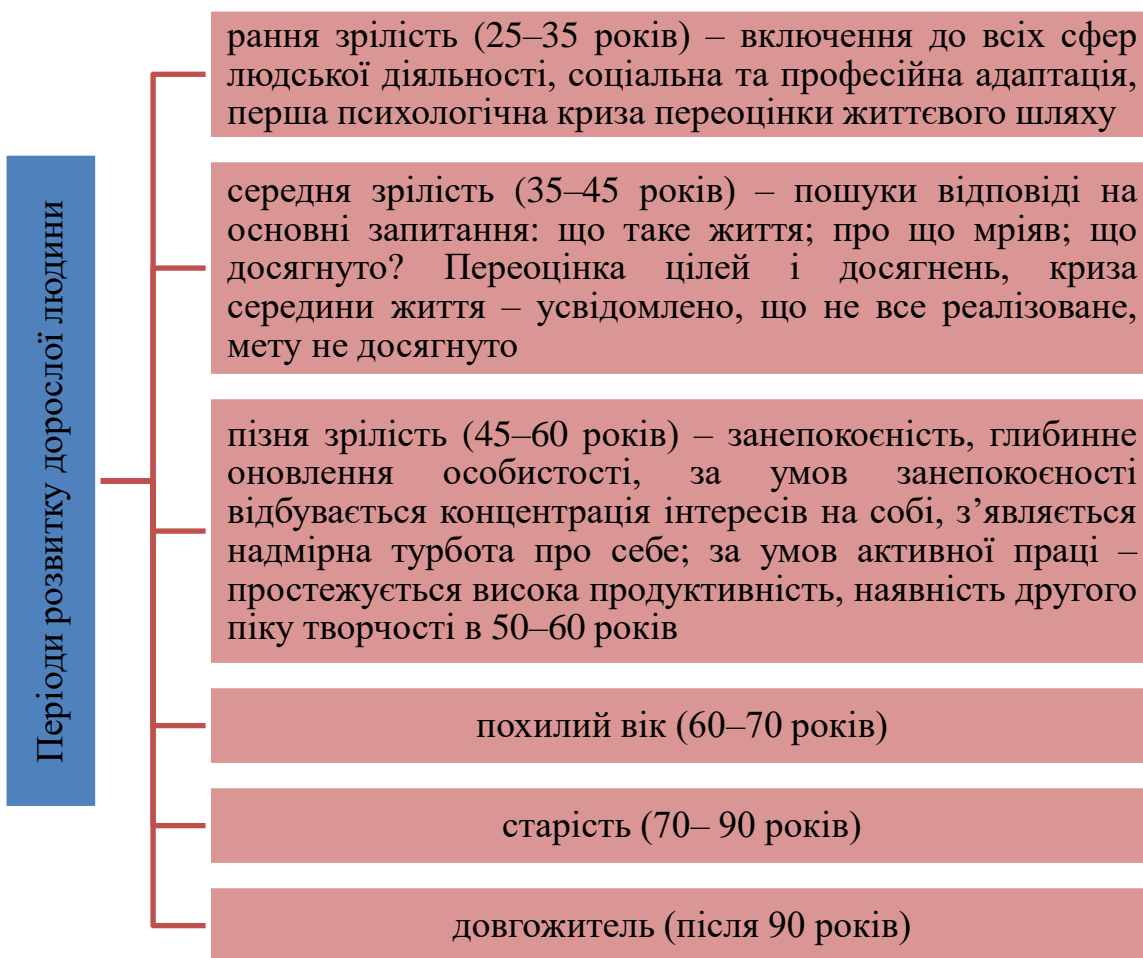 Періоди розвитку дорослої людини
рання зрілість (25–35 років) – включення до всіх сфер
людської діяльності, соціальна та професійна адаптація,
перша психологічна криза переоцінки життєвого шляху
середня зрілість (35–45 років) – пошуки відповіді на
основні запитання: що таке життя; про що мріяв; що
досягнуто? Переоцінка цілей і досягнень, криза
середини життя – усвідомлено, що не все реалізоване,
мету не досягнуто
пізня зрілість (45–60 років) – занепокоєність, глибинне
оновлення особистості, за умов занепокоєності
відбувається концентрація інтересів на собі, з’являється
надмірна турбота про себе; за умов активної праці –
простежується висока продуктивність, наявність другого
піку творчості в 50–60 років
похилий вік (60–70 років)
старість (70– 90 років)
довгожитель (після 90 років)